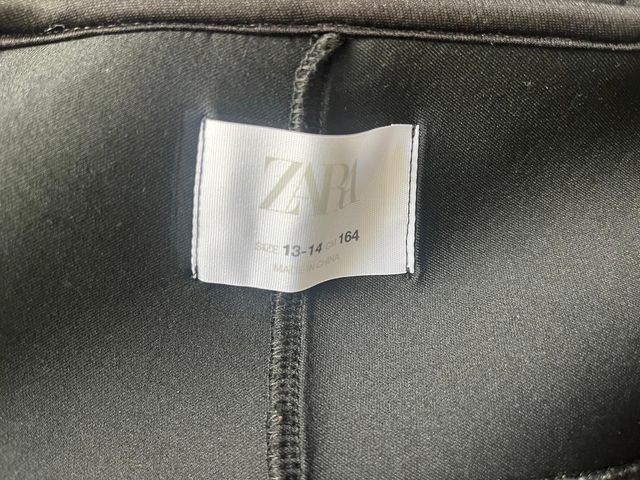 ZARA
SIZE 13-14 CM 164
MADE IN CHINA